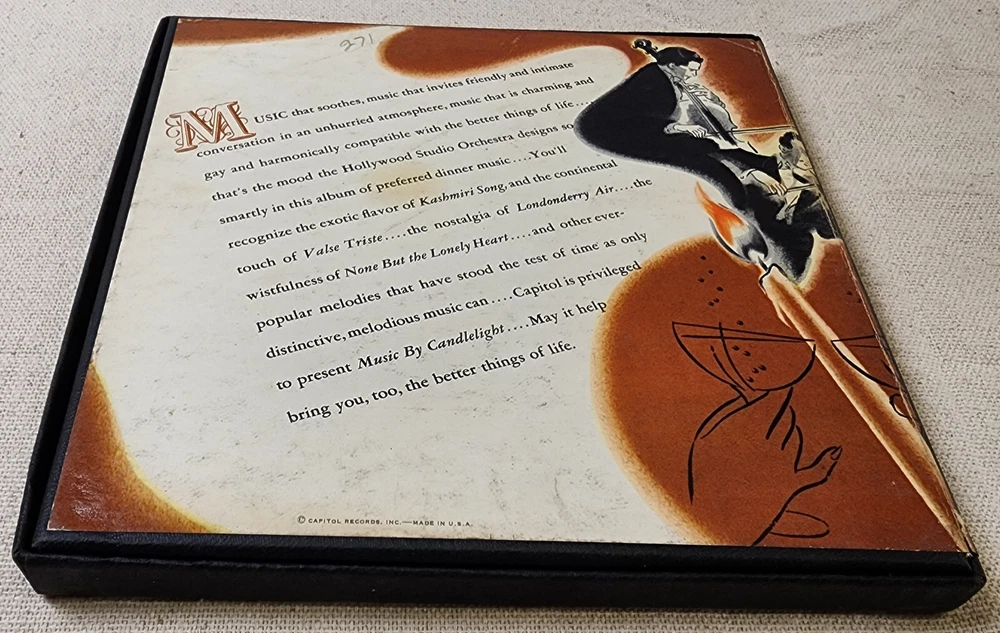 271
MUSIC that soothes, music that invites friendly and intimate
conversation in an unhurried atmosphere, music that is charming and
gay and harmonically compatible with the better things of life....
that's the mood the Hollywood Studio Orchestra designs so
smartly in this album of preferred dinner music....You'll
recognize the exotic flavor of Kashmiri Song, and the continental
touch of Valse Triste.....the nostalgia of Londonderry Air....the
wistfulness of None But the Lonely Heart....and other ever-
popular melodies that have stood the test of time as only
distinctive, melodious music can....Capitol is privileged
to present Music By Candlelight....May it help
bring you, too, the better things of life.
© CAPITOL RECORDS, INC.—MADE IN U.S.A.